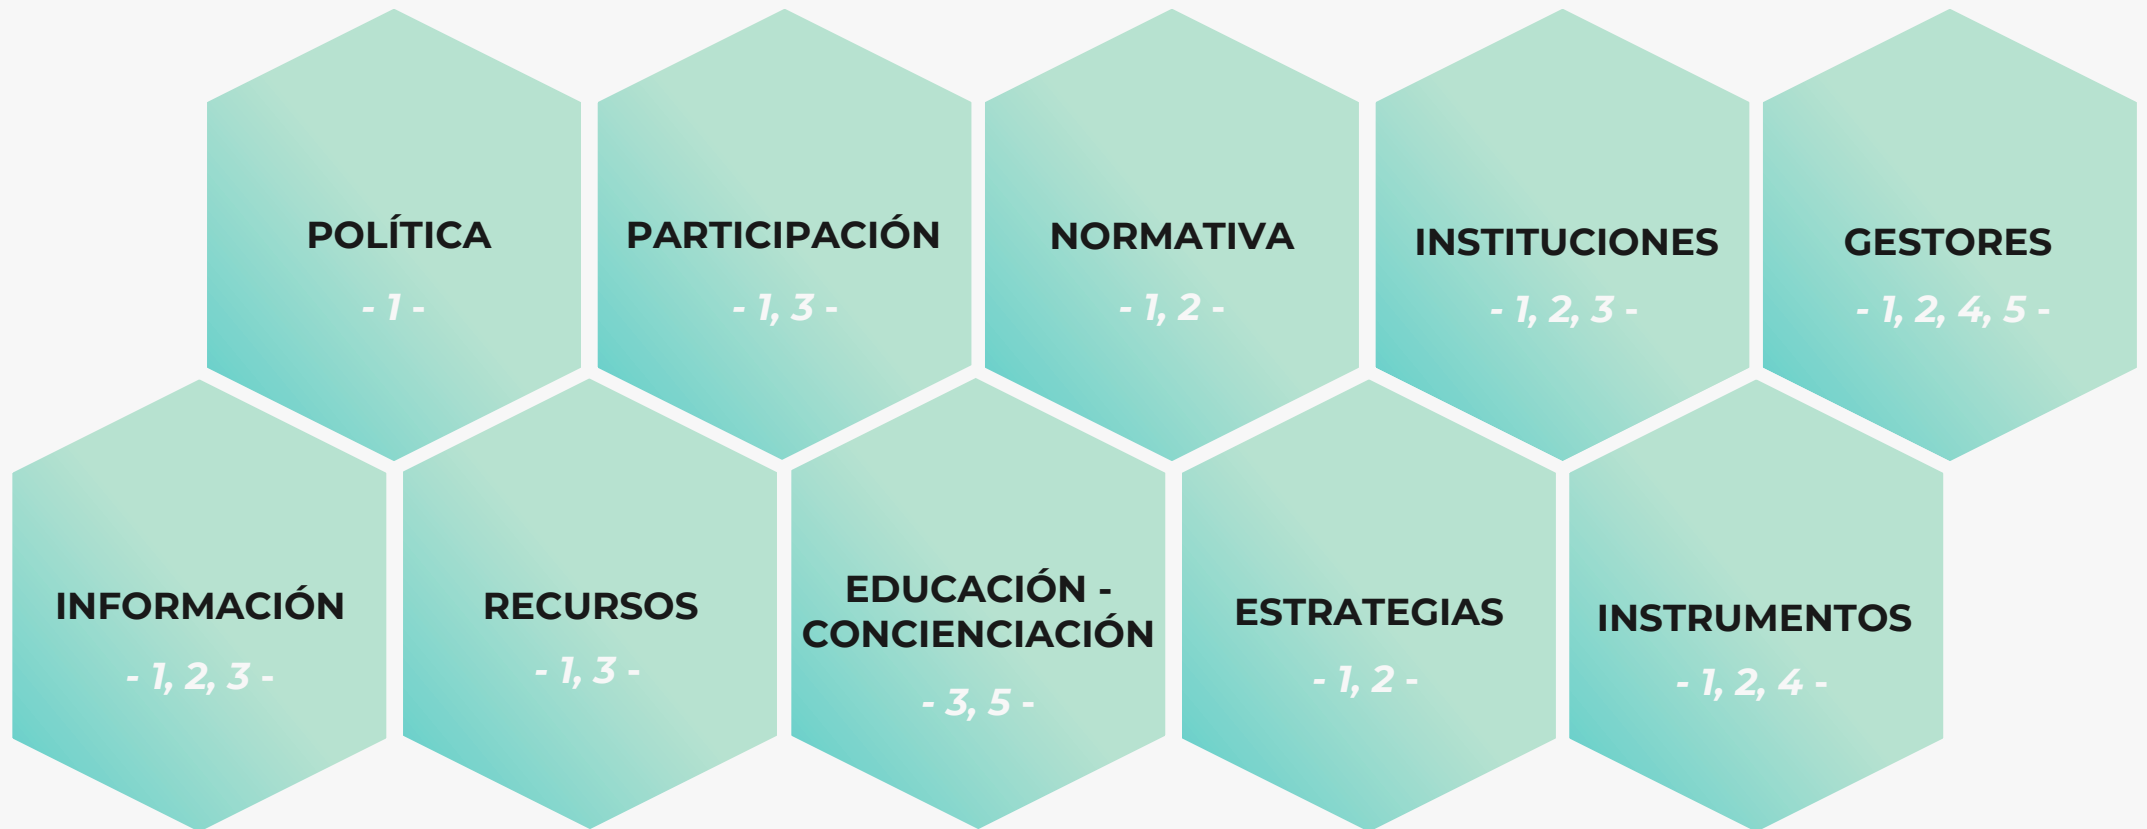 POLÍTICA
- 1 -
PARTICIPACIÓN
- 1, 3 -
NORMATIVA
- 1, 2 -
INSTITUCIONES
- 1, 2, 3 -
GESTORES
- 1, 2, 4, 5 -
INFORMACIÓN
- 1, 2, 3 -
RECURSOS
- 1, 3 -
EDUCACIÓN -
CONCIENCIACIÓN
- 3, 5 -
ESTRATEGIAS
- 1, 2 -
INSTRUMENTOS
- 1, 2, 4 -